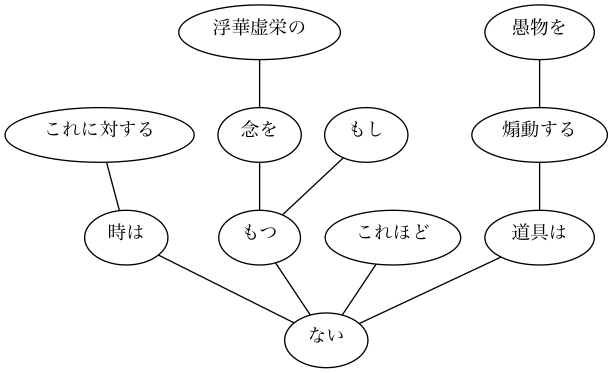 浮華虚栄の
愚物を
これに対する
念を
もし
煽動する
時は
もつ
これほど
道具は
ない